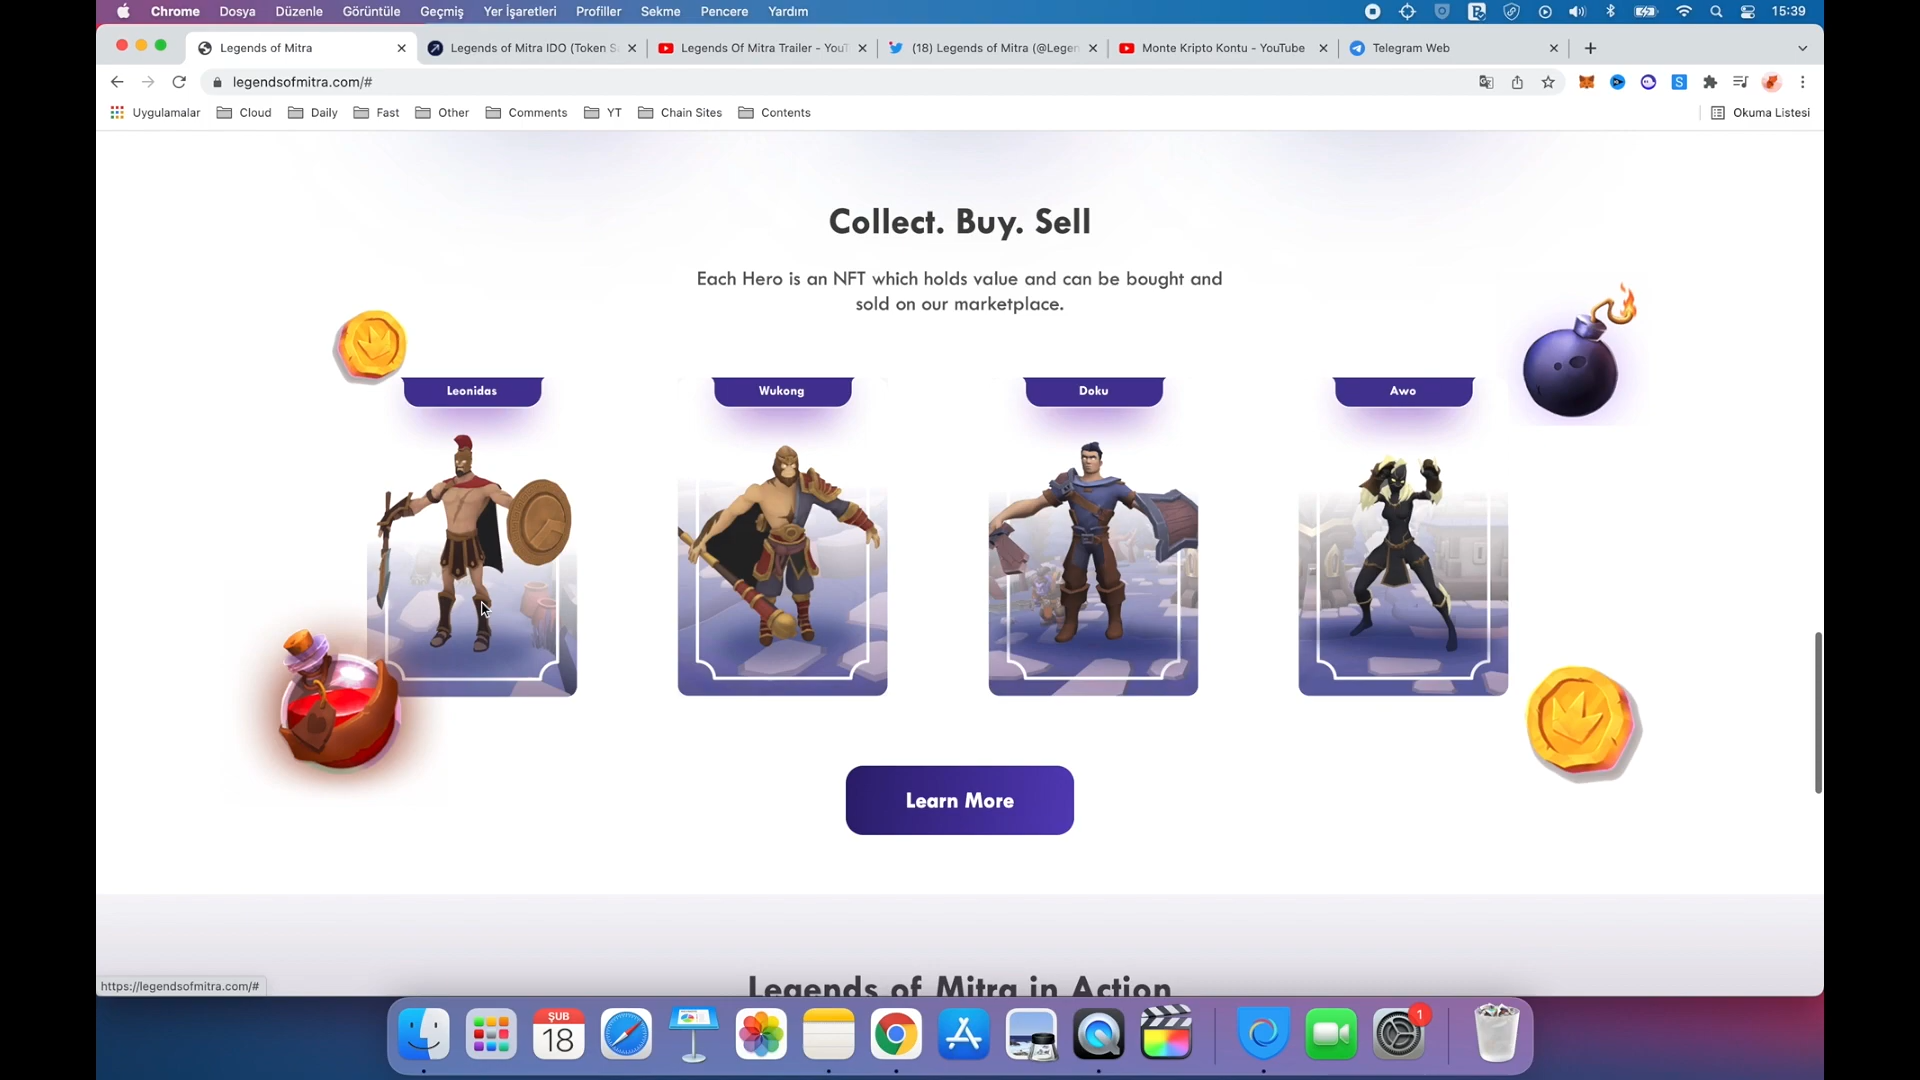 Chrome Dosya Düzenle Görüntüle Geçmiş Yer İşaretleri Profiller Sekme Pencere Yardım 15:39
Legends of Mitra Legends of Mitra IDO (Token S Legends Of Mitra Trailer - YouT (18) Legends of Mitra (@Legen Monte Kripto Kontu - YouTube Telegram Web
legendsofmitra.com/#
Uygulamalar Cloud Daily Fast Other Comments YT Chain Sites Contents Okuma Listesi
Collect. Buy. Sell
Each Hero is an NFT which holds value and can be bought and
sold on our marketplace.
Leonidas Wukong Doku Awo
Learn More
Legends of Mitra in Action
https://legendsofmitra.com/#
ŞUB
18
1